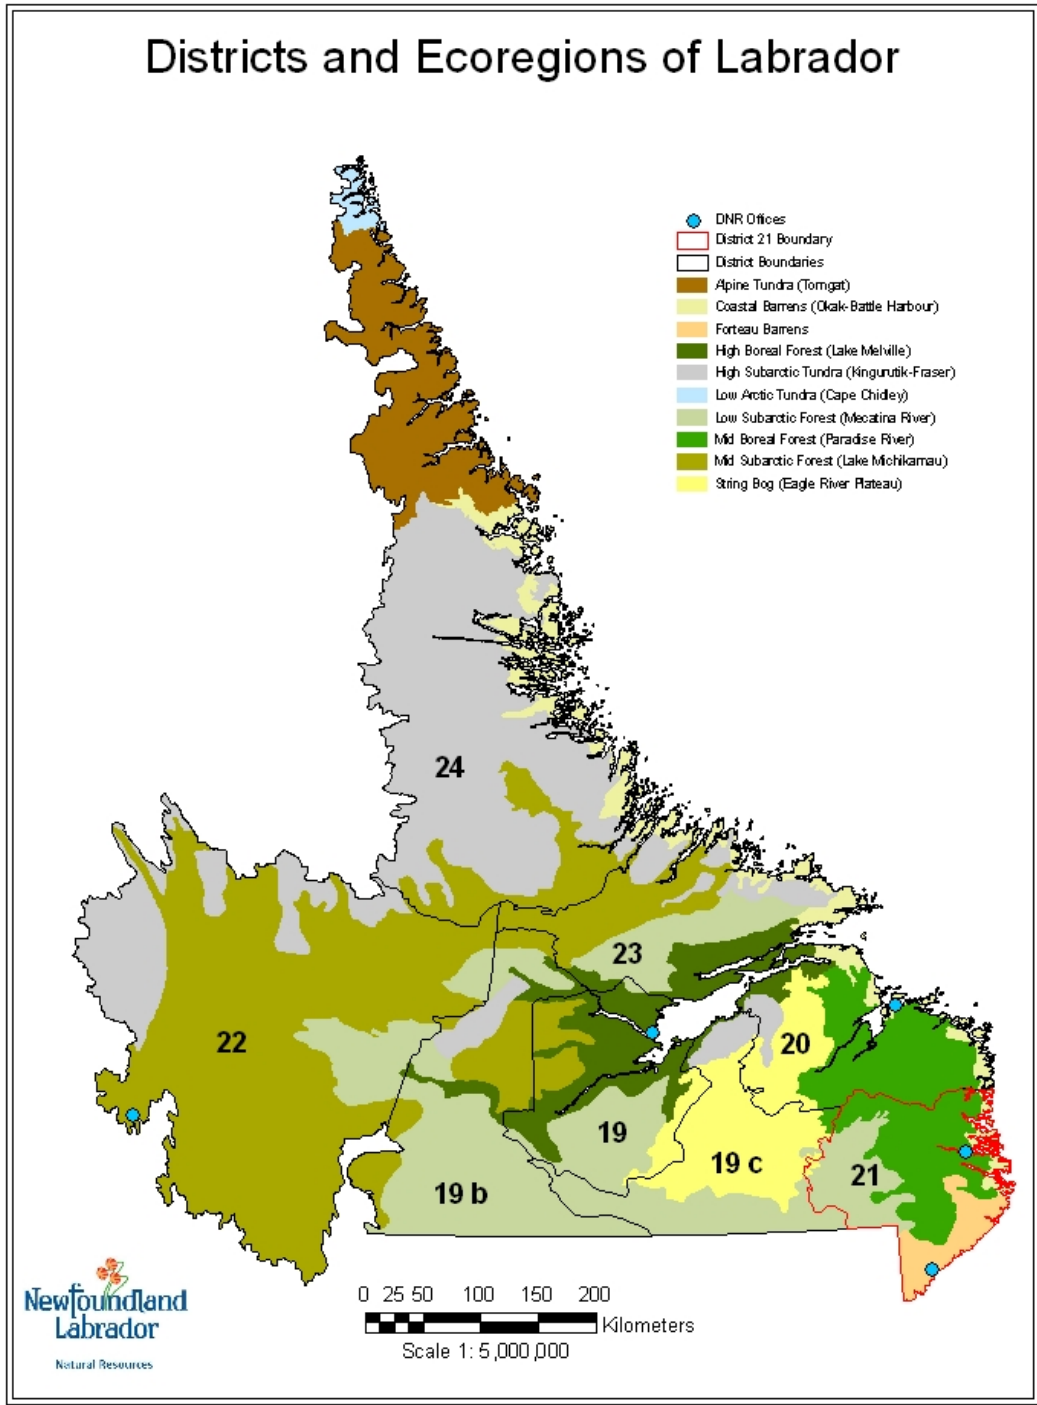 Districts and Ecoregions of Labrador
DNR Offices
District 21 Boundary
District Boundaries
Alpine Tundra (Torngat)
Coastal Barrens (Okak-Battle Harbour)
Forteau Barrens
High Boreal Forest (Lake Melville)
High Subarctic Tundra (Kingurutik-Fraser)
Low Arctic Tundra (Cape Chidley)
Low Subarctic Forest (Mecatina River)
Mid Boreal Forest (Paradise River)
Mid Subarctic Forest (Lake Michikamau)
String Bog (Eagle River Plateau)
24
23
22
20
19
19 c
21
19 b
Newfoundland
Labrador
Natural Resources
0 25 50 100 150 200
Kilometers
Scale 1: 5,000,000